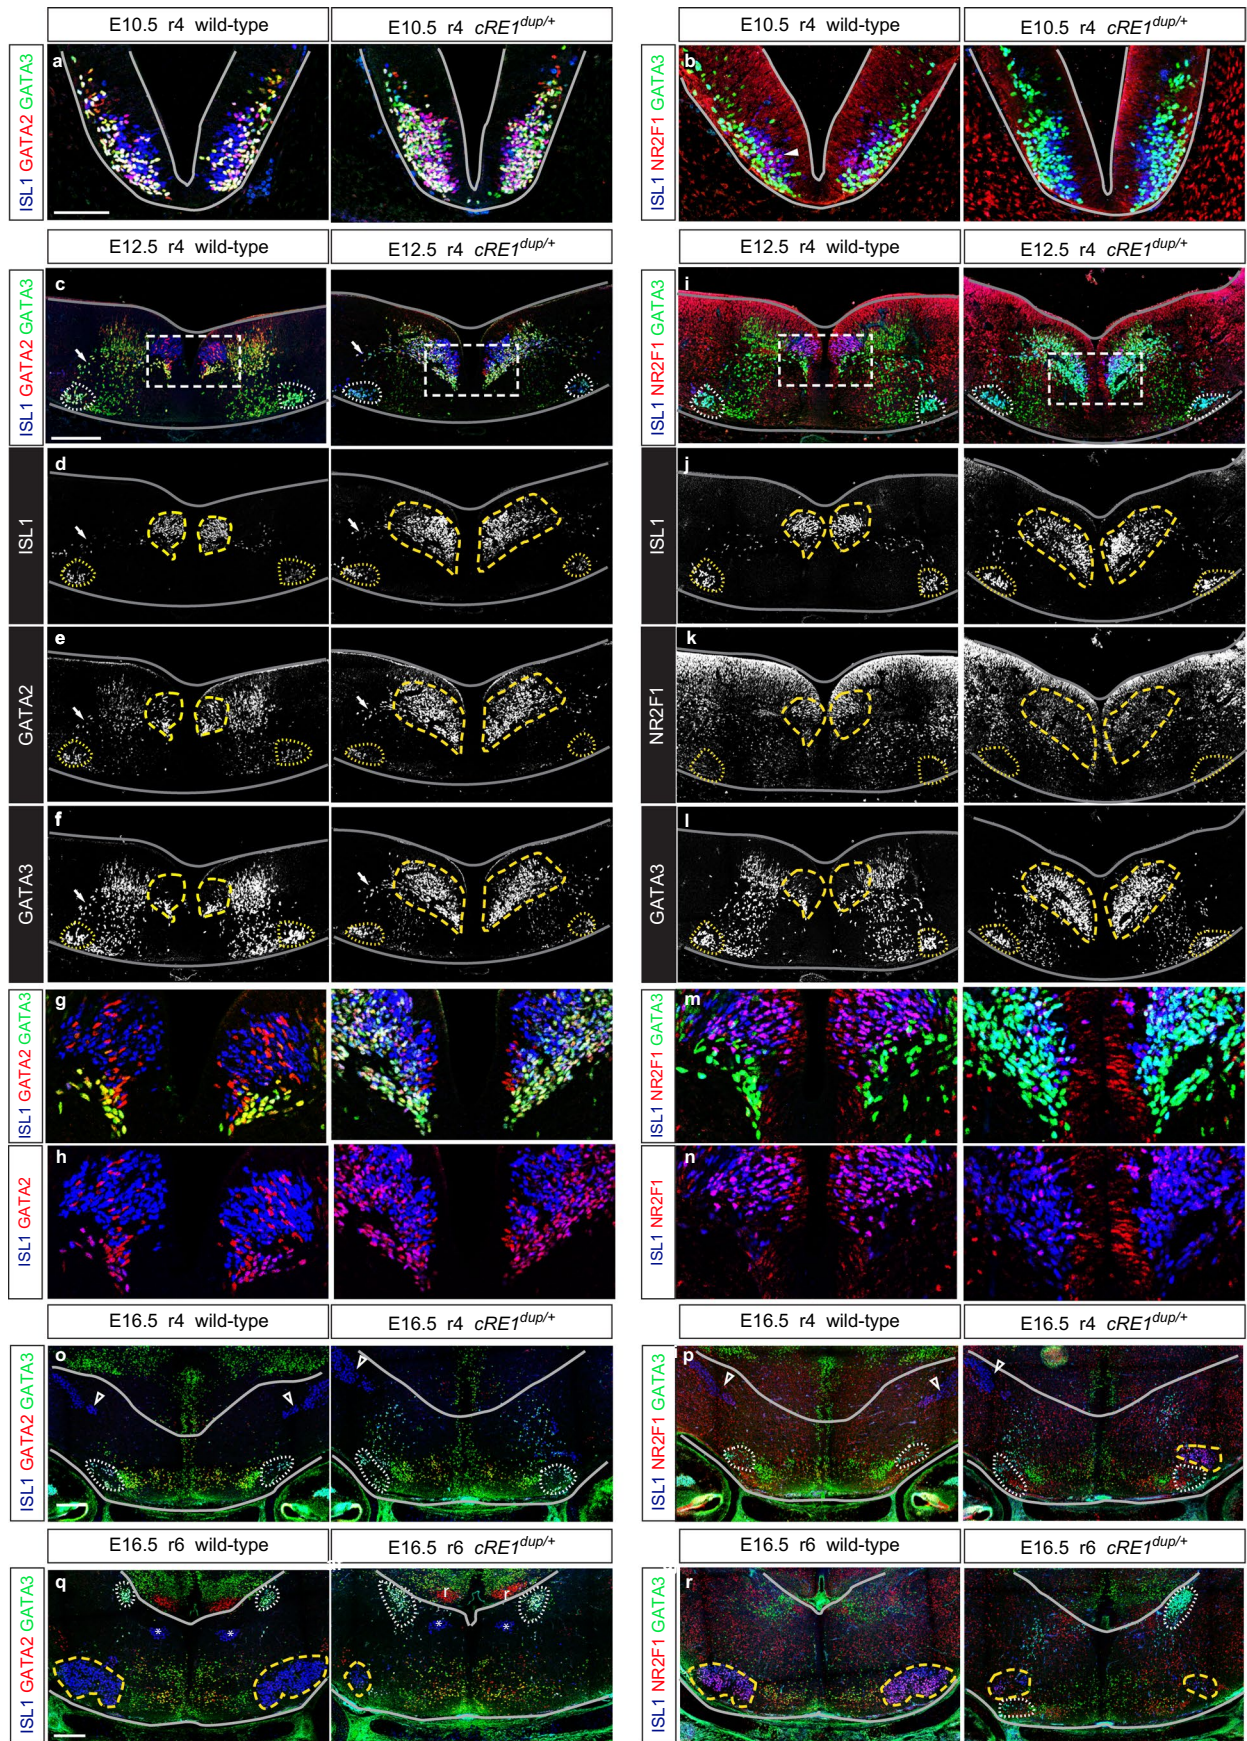 E10.5 r4 wild-type
E10.5 r4 cRE1dup/+
E10.5 r4 wild-type
E10.5 r4 cRE1dup/+
ISL1 GATA2 GATA3
a
ISL1 NR2F1 GATA3
b
E12.5 r4 wild-type
E12.5 r4 cRE1dup/+
E12.5 r4 wild-type
E12.5 r4 cRE1dup/+
ISL1 GATA2 GATA3
c
ISL1 NR2F1 GATA3
i
ISL1
d
ISL1
j
GATA2
e
NR2F1
k
GATA3
f
GATA3
l
ISL1 GATA2 GATA3
g
ISL1 NR2F1 GATA3
m
ISL1 GATA2
h
ISL1 NR2F1
n
E16.5 r4 wild-type
E16.5 r4 cRE1dup/+
E16.5 r4 wild-type
E16.5 r4 cRE1dup/+
ISL1 GATA2 GATA3
o
ISL1 NR2F1 GATA3
p
E16.5 r6 wild-type
E16.5 r6 cRE1dup/+
E16.5 r6 wild-type
E16.5 r6 cRE1dup/+
ISL1 GATA2 GATA3
q
* *
r r
* *
ISL1 NR2F1 GATA3
r